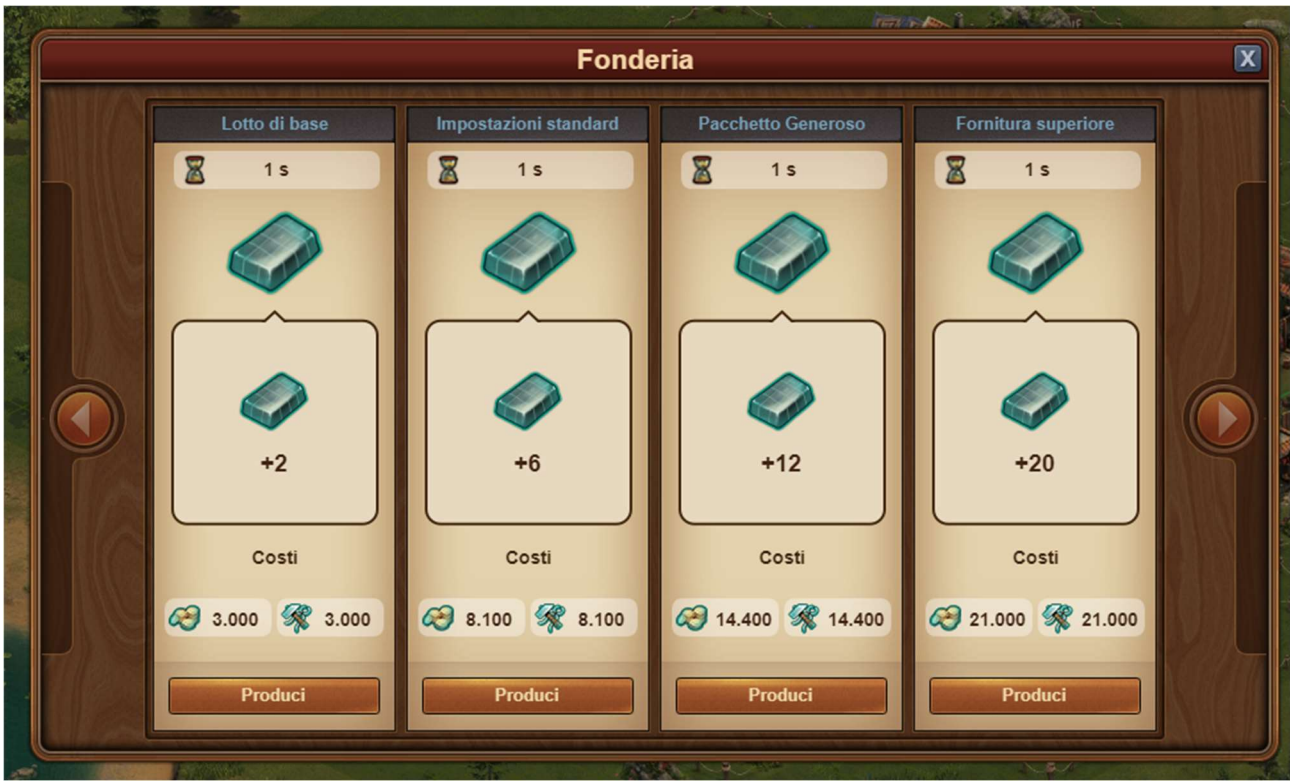 Fonderia
X
Lotto di base
1 s
+2
Costi
3.000 3.000
Produci
Impostazioni standard
1 s
+6
Costi
8.100 8.100
Produci
Pacchetto Generoso
1 s
+12
Costi
14.400 14.400
Produci
Fornitura superiore
1 s
+20
Costi
21.000 21.000
Produci